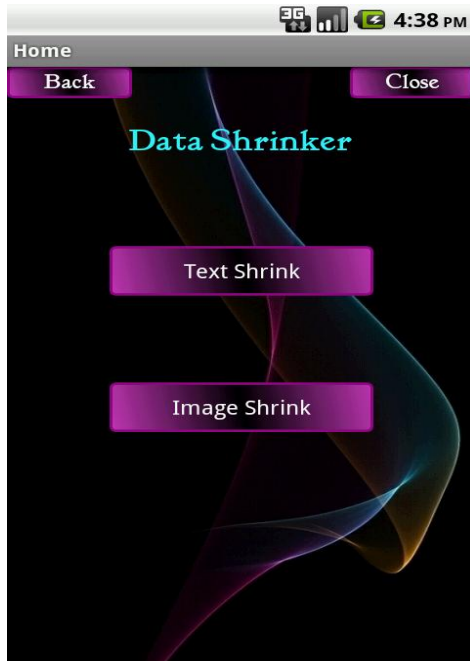 3G 4:38 PM
Home
Back Close
Data Shrinker
Text Shrink
Image Shrink